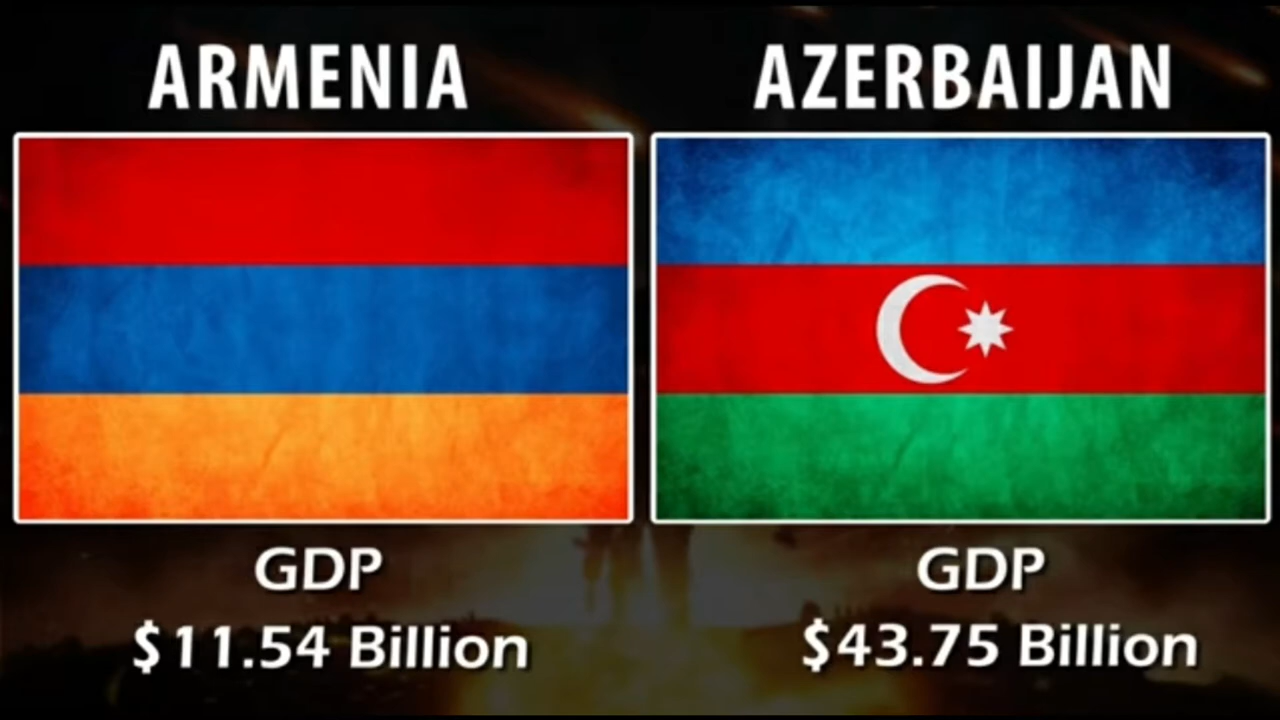 ARMENIA
AZERBAIJAN
GDP
$11.54 Billion
GDP
$43.75 Billion